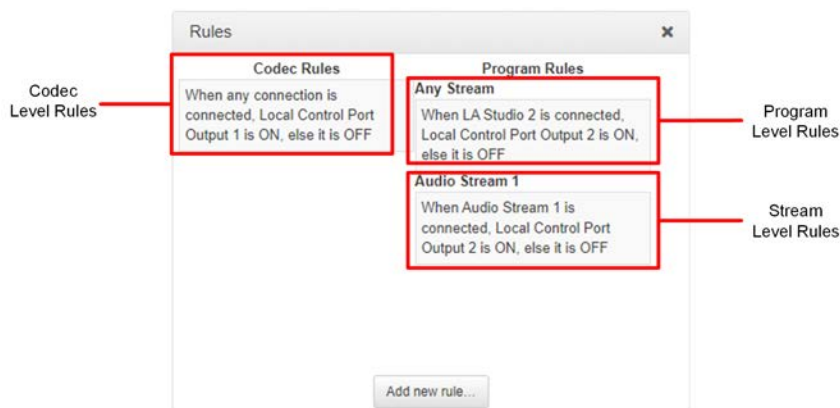 Rules
Codec Rules
When any connection is
connected, Local Control Port
Output 1 is ON, else it is OFF
Program Rules
Any Stream
When LA Studio 2 is connected,
Local Control Port Output 2 is ON,
else it is OFF
Audio Stream 1
When Audio Stream 1 is
connected, Local Control Port
Output 2 is ON, else it is OFF
Add new rule...
Codec
Level Rules
Program
Level Rules
Stream
Level Rules